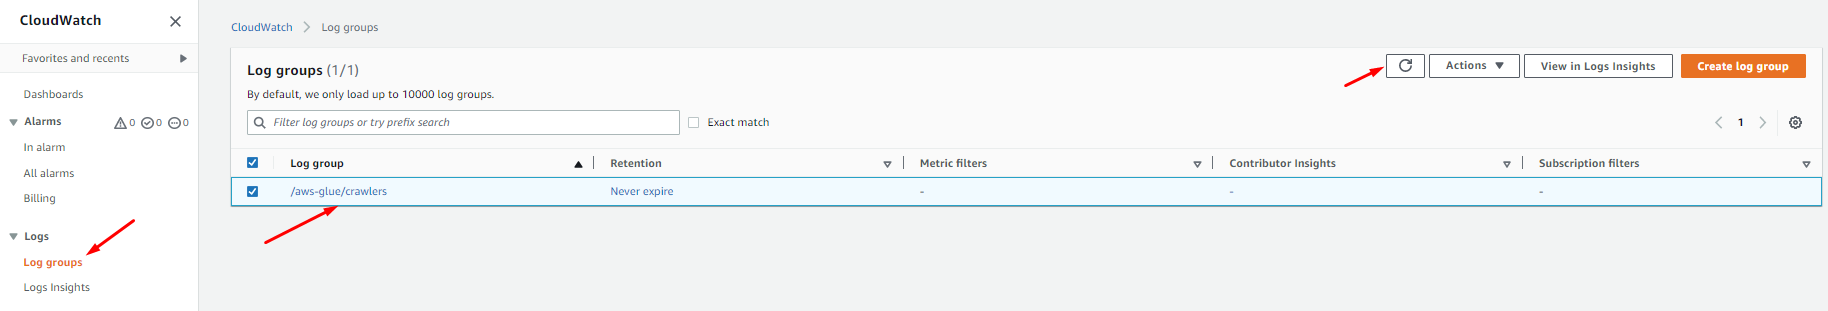 CloudWatch
Favorites and recents
Dashboards
Alarms 0 0 0
In alarm
All alarms
Billing
Logs
Log groups
Logs Insights
CloudWatch Log groups
Log groups (1/1)
Actions
View in Logs Insights
Create log group
By default, we only load up to 10000 log groups.
Filter log groups or try prefix search
Exact match
1
Log group Retention Metric filters Contributor Insights Subscription filters
/aws-glue/crawlers Never expire - - -